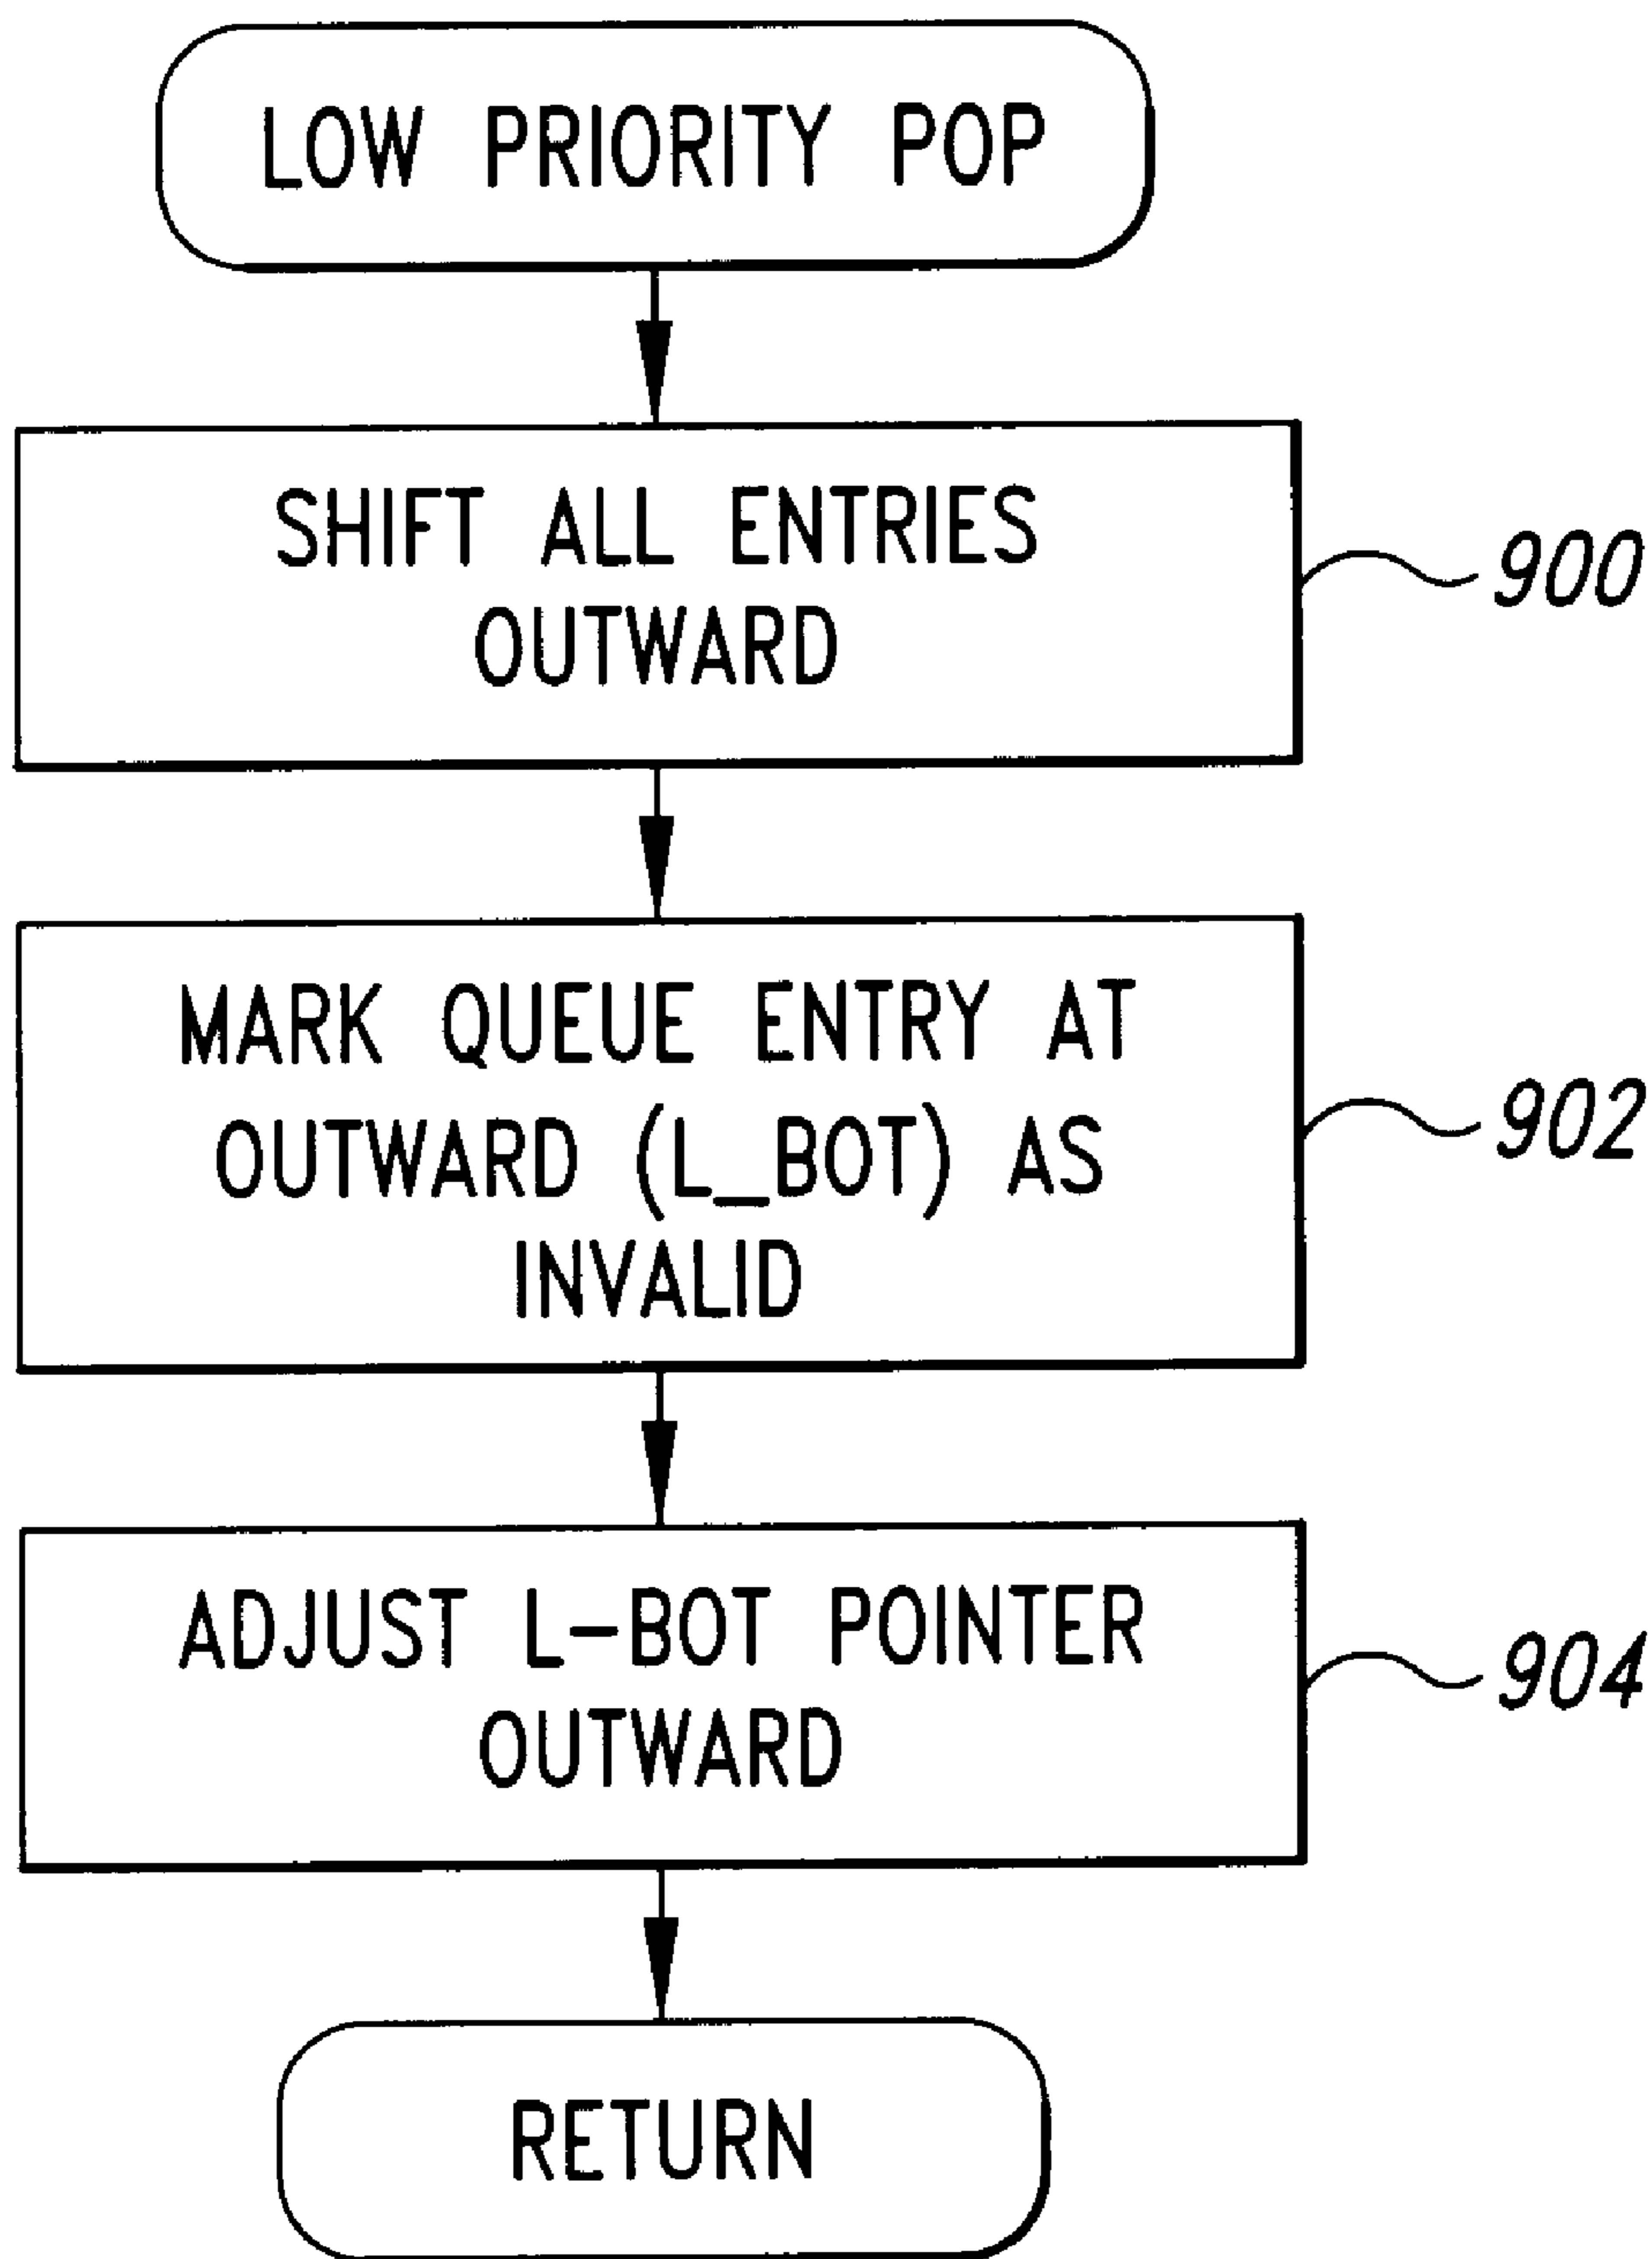 LOW PRIORITY POP
SHIFT ALL ENTRIES
OUTWARD
900
MARK QUEUE ENTRY AT
OUTWARD (L_BOT) AS
INVALID
902
ADJUST L-BOT POINTER
OUTWARD
904
RETURN